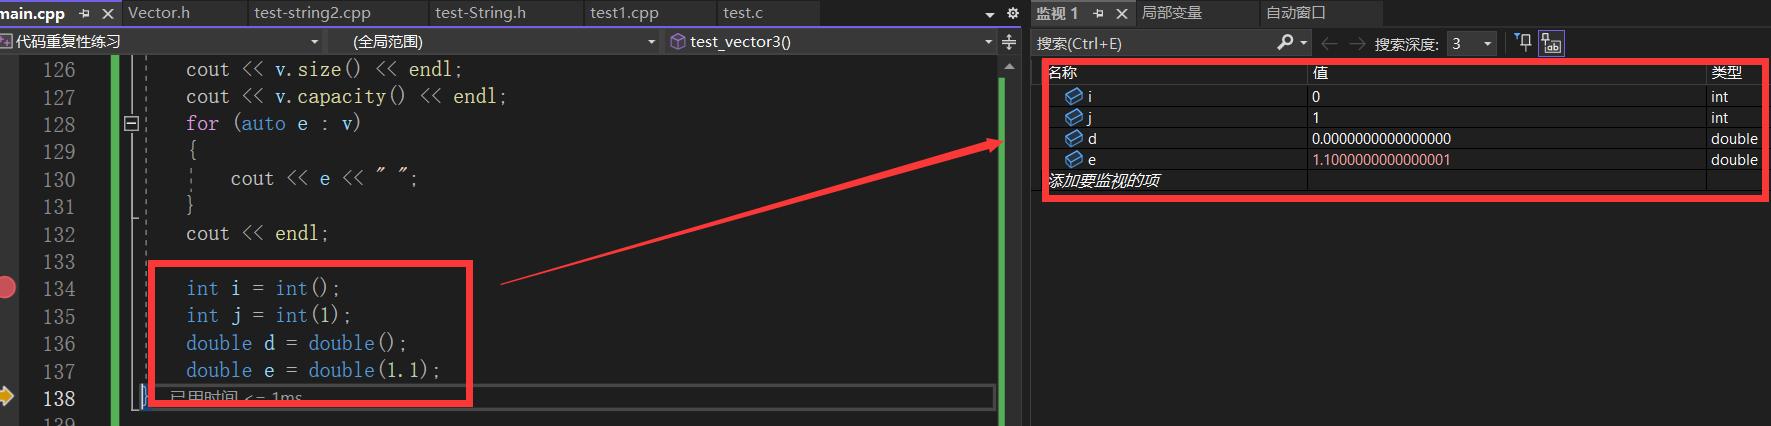 main.cpp Vector.h test-string2.cpp test-String.h test1.cpp test.c
代码重复性练习 (全局范围) test_vector3()
126 cout << v.size() << endl;
127 cout << v.capacity() << endl;
128 for (auto e : v)
129 {
130 cout << e << " ";
131 }
132 cout << endl;
133
134 int i = int();
135 int j = int(1);
136 double d = double();
137 double e = double(1.1);
138 } 已用时间 <= 1ms
139
监视 1 局部变量 自动窗口
搜索(Ctrl+E) 搜索深度: 3
名称 值 类型
i 0 int
j 1 int
d 0.0000000000000000 double
e 1.1000000000000001 double
添加要监视的项